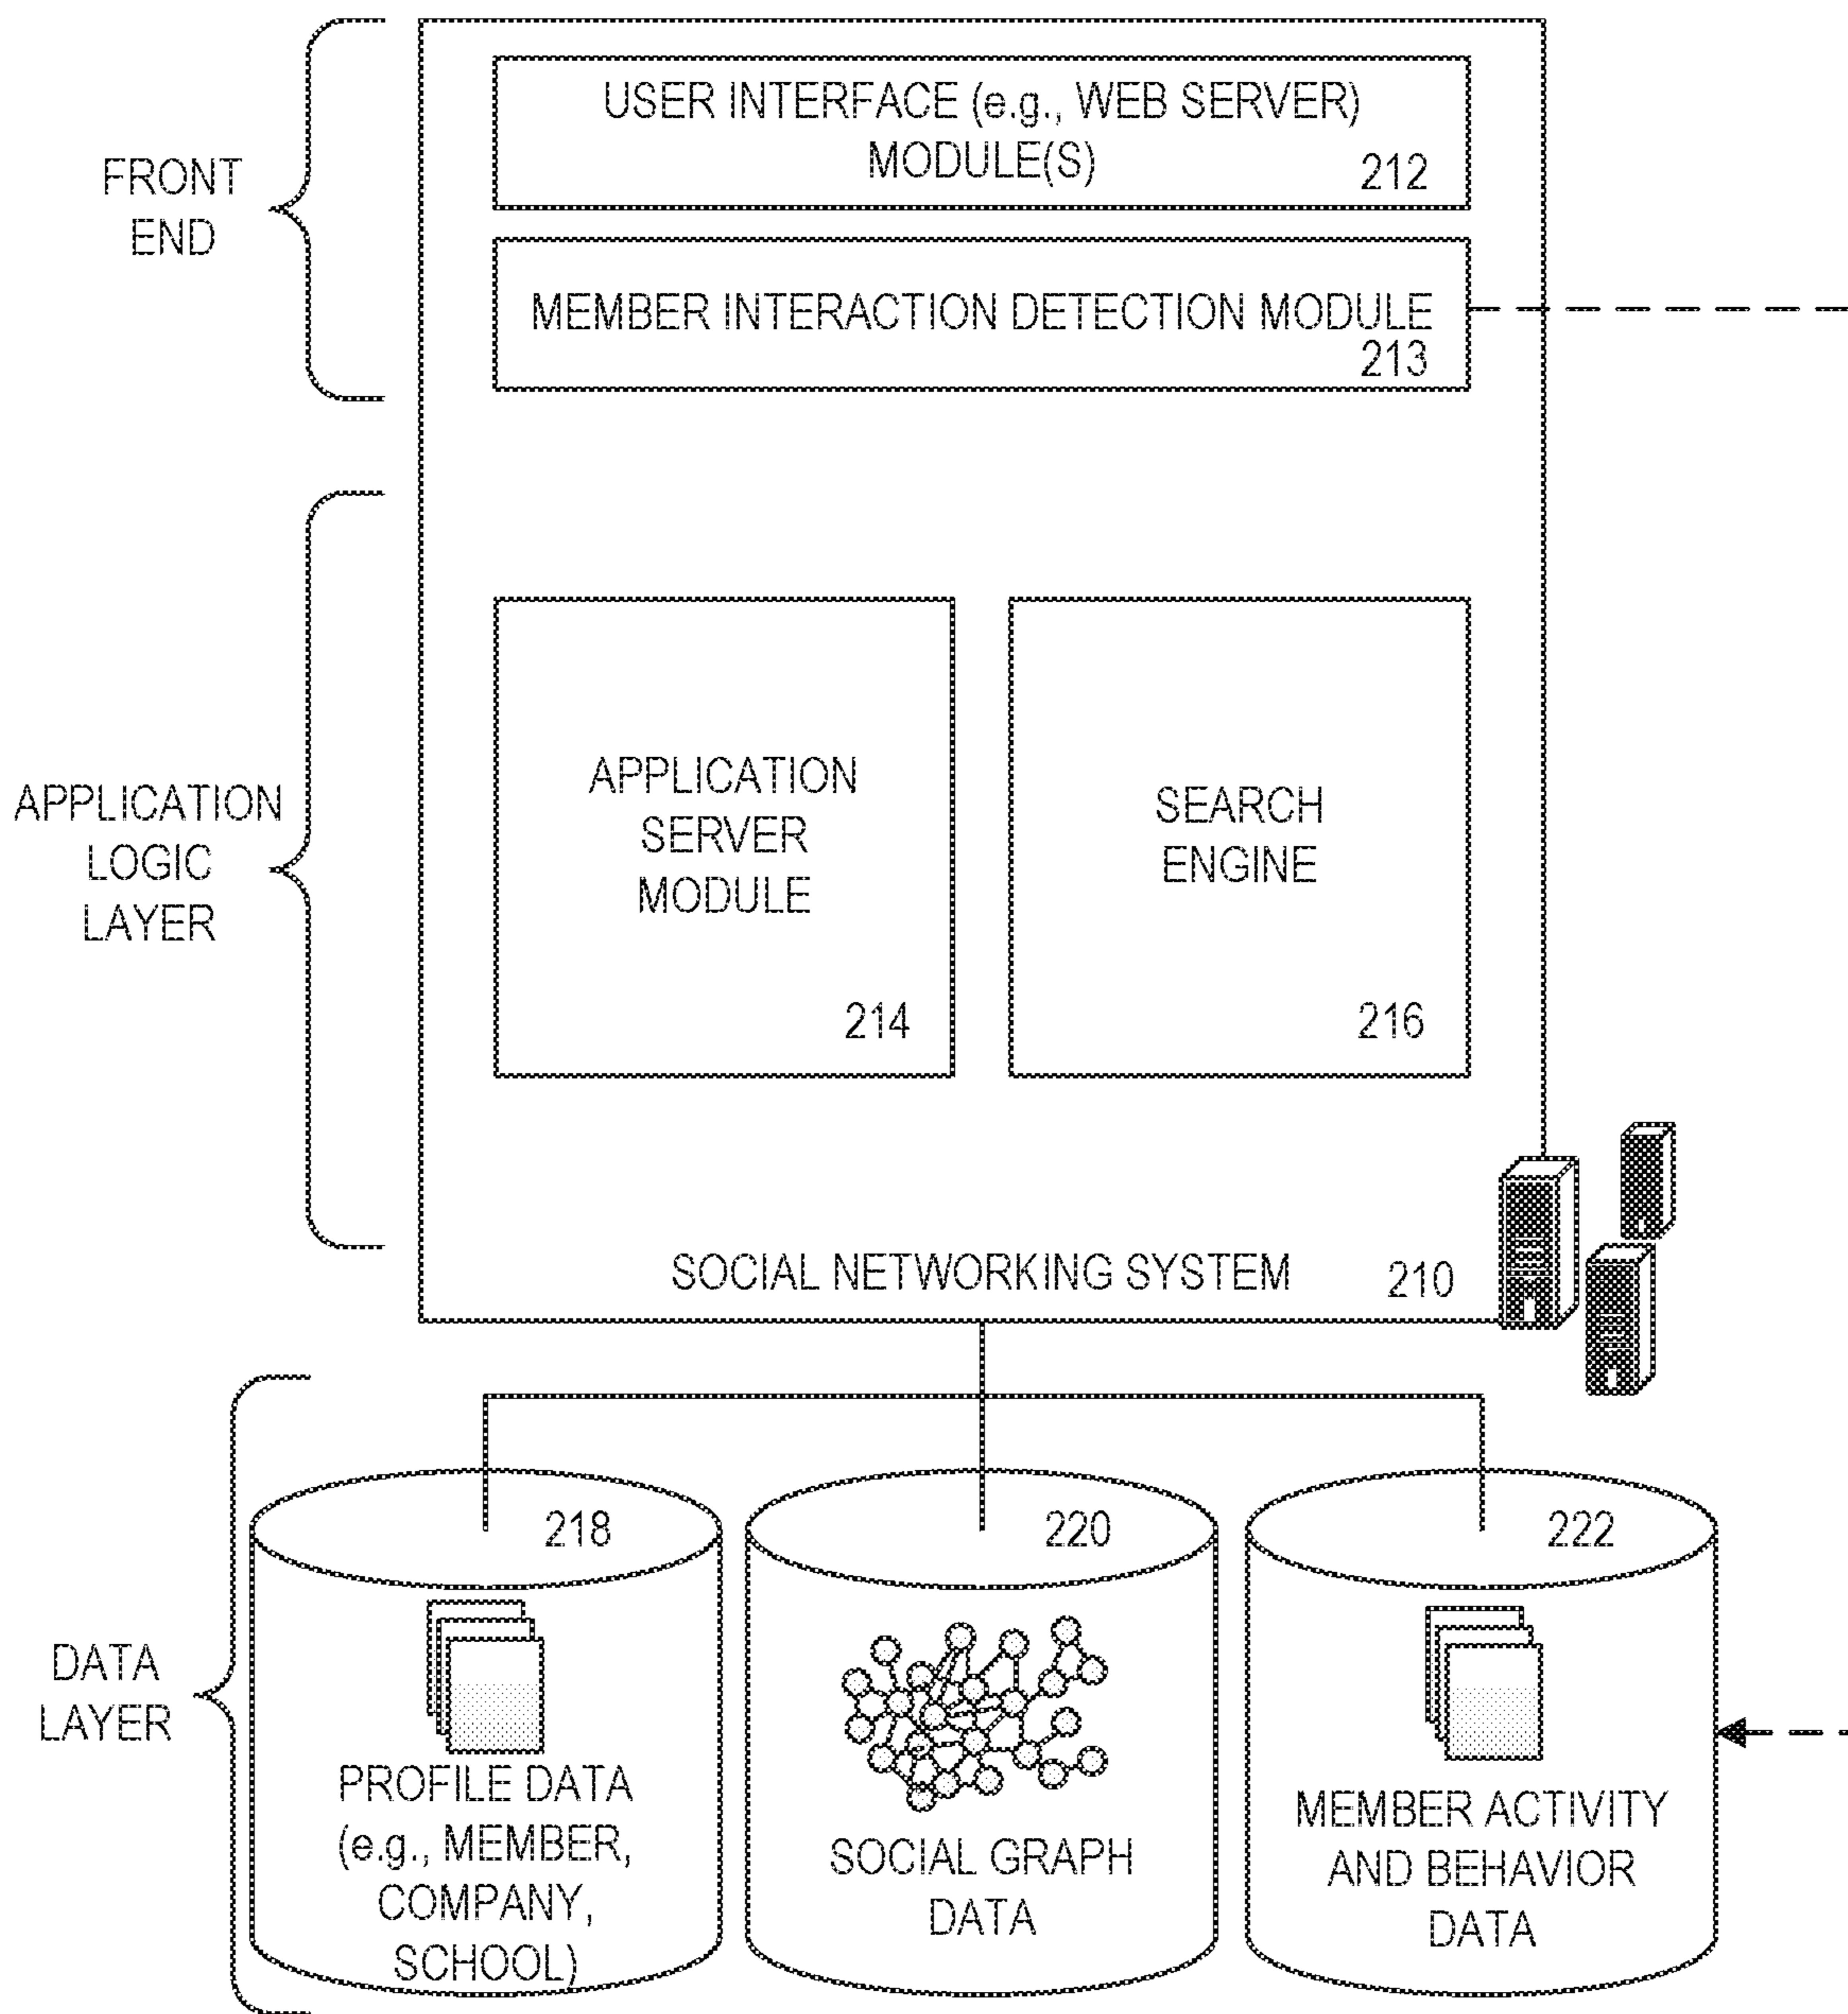 FRONT
END
USER INTERFACE (e.g., WEB SERVER)
MODULE(S)
212
MEMBER INTERACTION DETECTION MODULE
213
APPLICATION
LOGIC
LAYER
APPLICATION
SERVER
MODULE
214
SEARCH
ENGINE
216
SOCIAL NETWORKING SYSTEM
210
DATA
LAYER
218
PROFILE DATA
(e.g., MEMBER,
COMPANY,
SCHOOL)
220
SOCIAL GRAPH
DATA
222
MEMBER ACTIVITY
AND BEHAVIOR
DATA